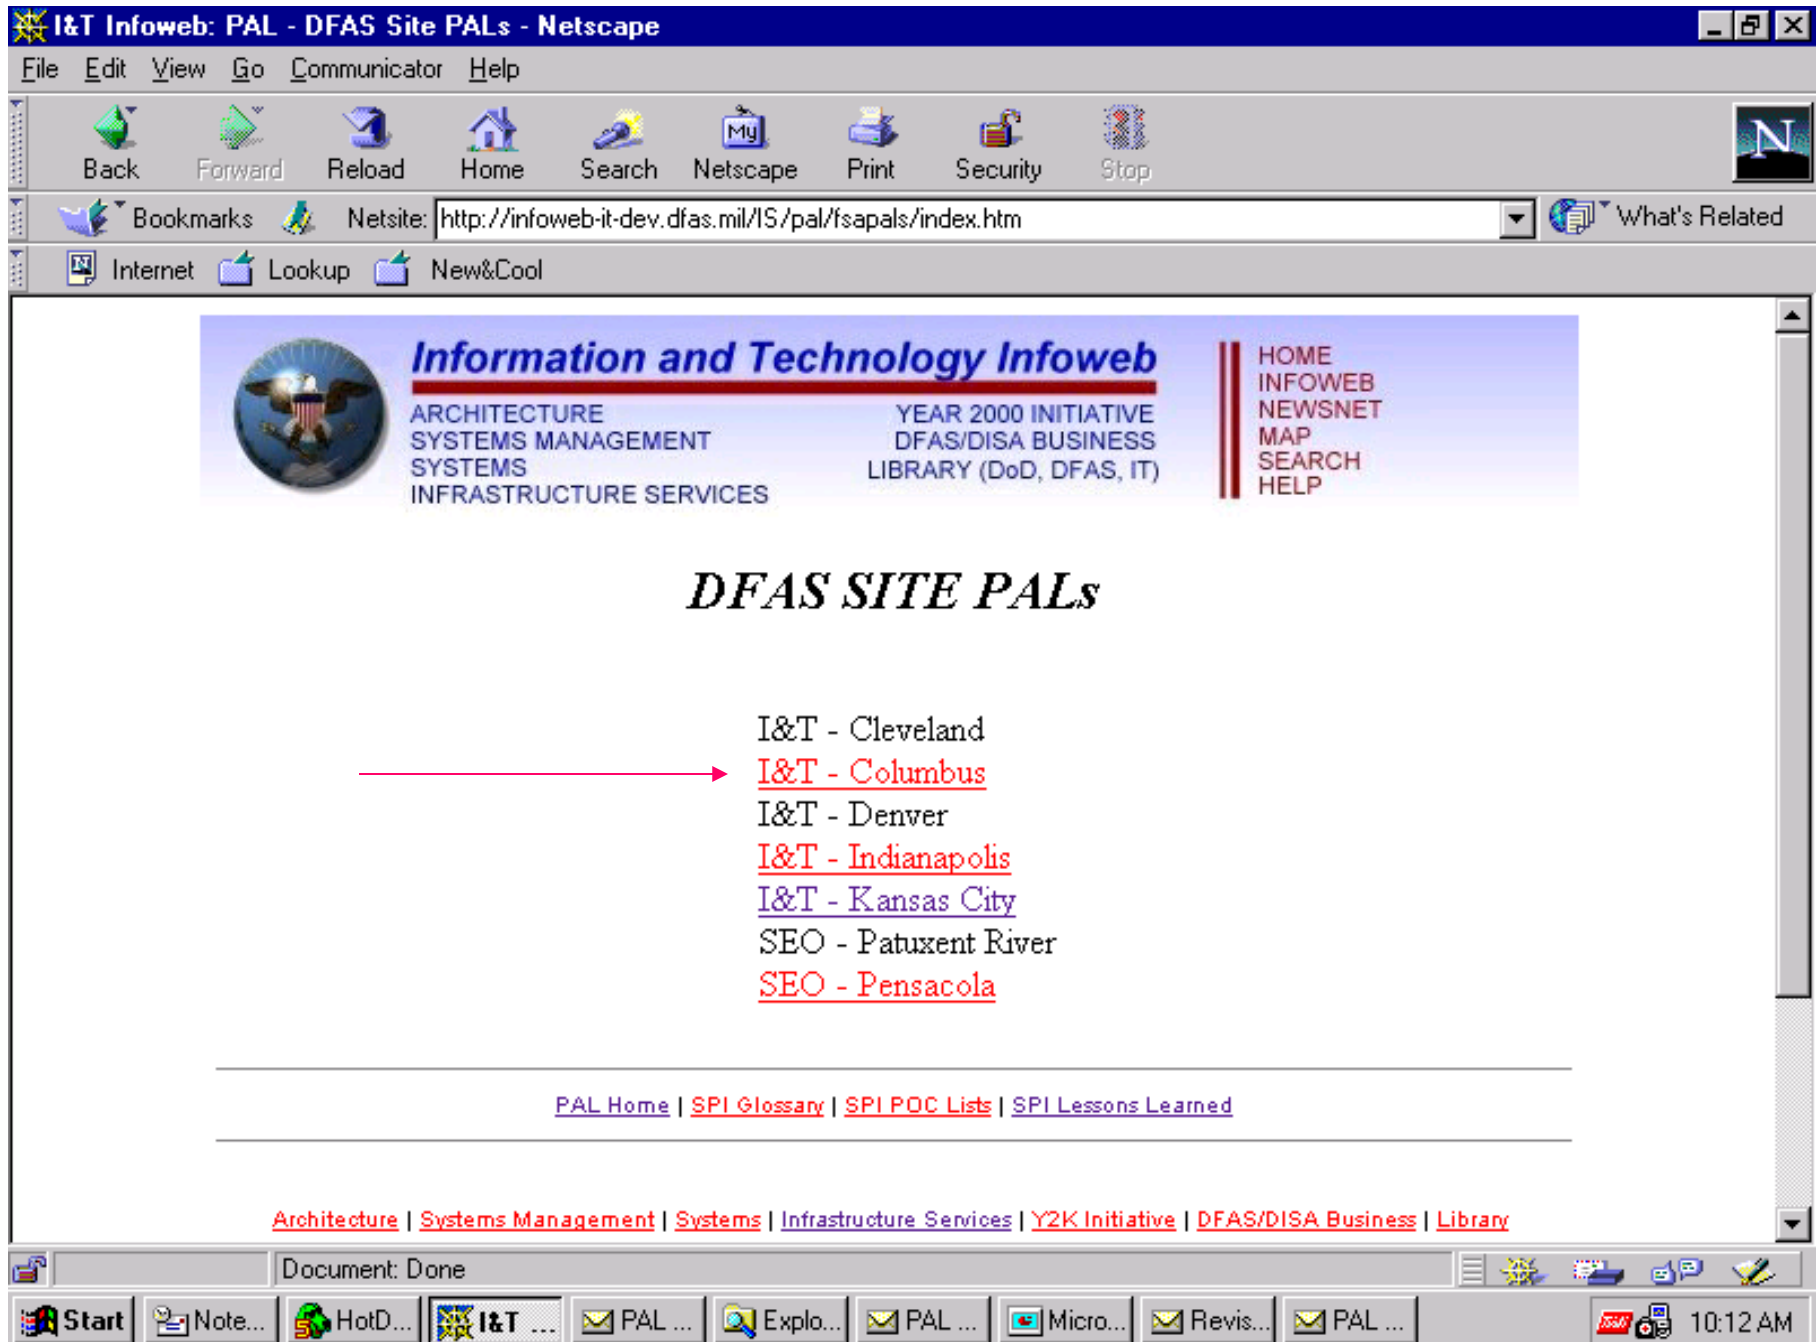 I&T Infoweb: PAL - DFAS Site PALs - Netscape
File Edit View Go Communicator Help
Back Forward Reload Home Search Netscape Print Security Stop
My
N
Bookmarks Netsite: http://infoweb-it-dev.dfas.mil/IS/pal/fsapals/index.htm What's Related
Internet Lookup New&Cool
Information and Technology Infoweb
ARCHITECTURE
SYSTEMS MANAGEMENT
SYSTEMS
INFRASTRUCTURE SERVICES
YEAR 2000 INITIATIVE
DFAS/DISA BUSINESS
LIBRARY (DoD, DFAS, IT)
HOME
INFOWEB
NEWSNET
MAP
SEARCH
HELP
DFAS SITE PALs
I&T - Cleveland
I&T - Columbus
I&T - Denver
I&T - Indianapolis
I&T - Kansas City
SEO - Patuxent River
SEO - Pensacola
PAL Home | SPI Glossary | SPI POC Lists | SPI Lessons Learned
Architecture | Systems Management | Systems | Infrastructure Services | Y2K Initiative | DFAS/DISA Business | Library
Document: Done
Start Note... HotD... I&T ... PAL ... Explo... PAL ... Micro... Revis... PAL ... 10:12 AM